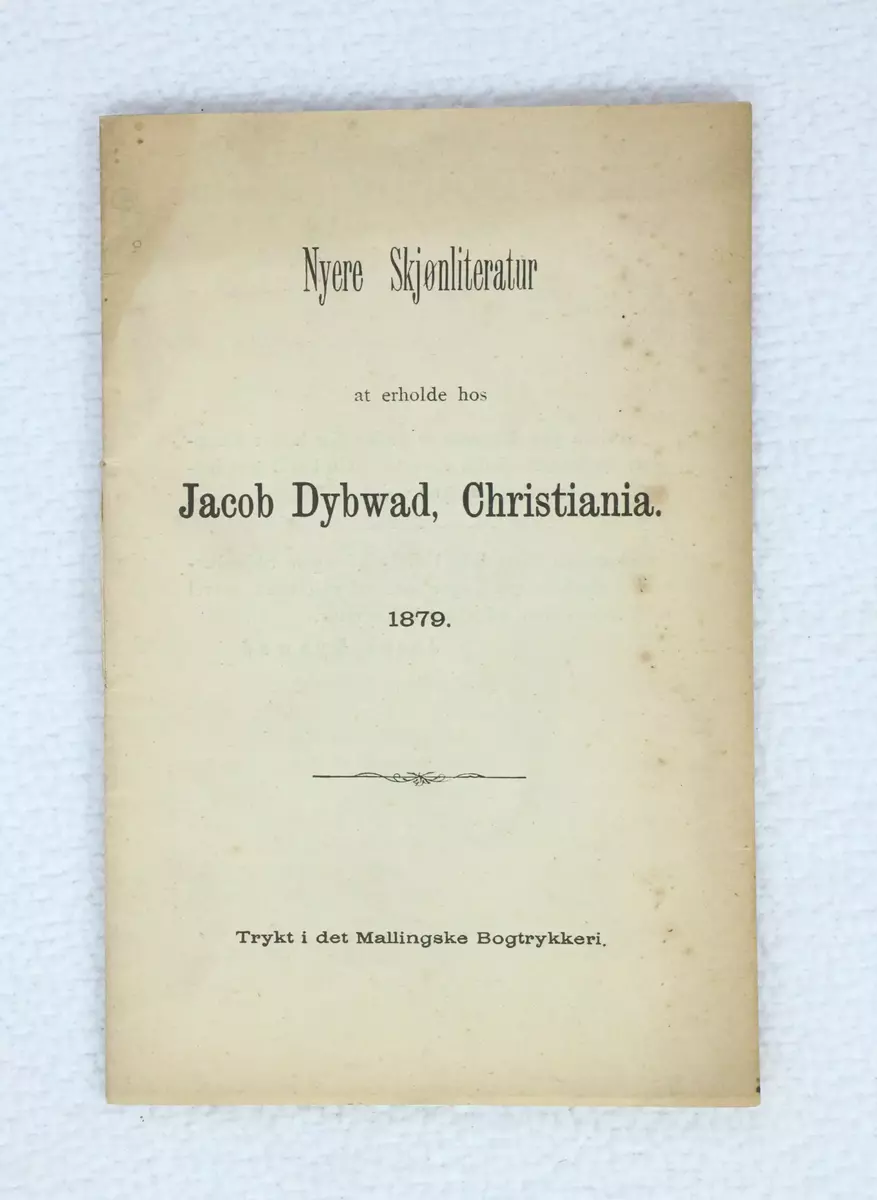 Nyere Skjønliteratur
at erholde hos
Jacob Dybwad, Christiania.
1879.
Trykt i det Mallingske Bogtrykkeri.